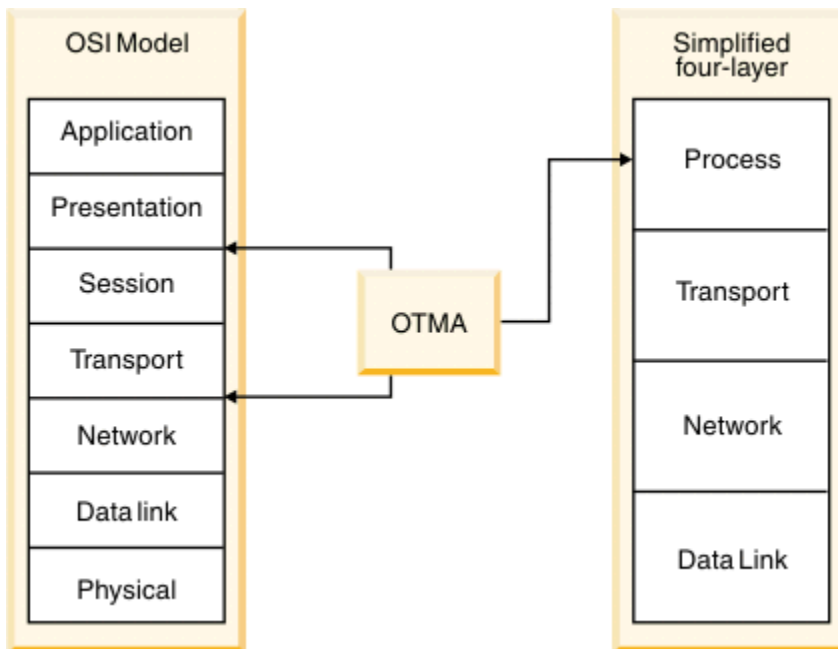 OSI Model
Application
Presentation
Session
Transport
Network
Data link
Physical
OTMA
Simplified
four-layer
Process
Transport
Network
Data Link